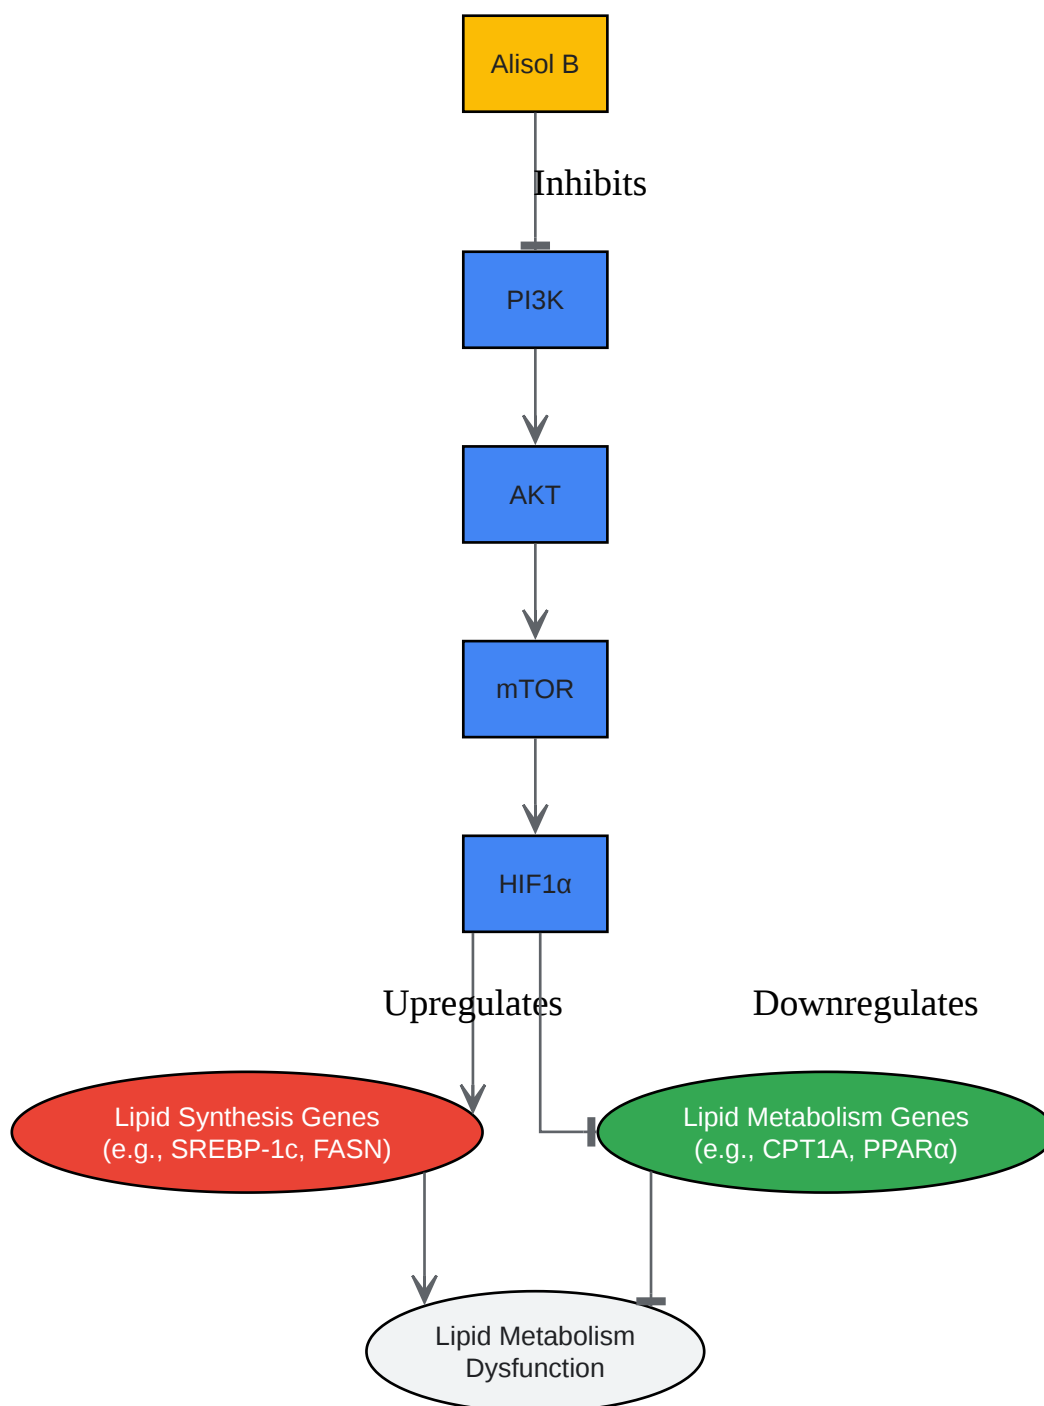 Alisol B
Inhibits
PI3K
AKT
mTOR
HIF1α
Upregulates
Downregulates
Lipid Synthesis Genes
(e.g., SREBP-1c, FASN)
Lipid Metabolism Genes
(e.g., CPT1A, PPARα)
Lipid Metabolism
Dysfunction